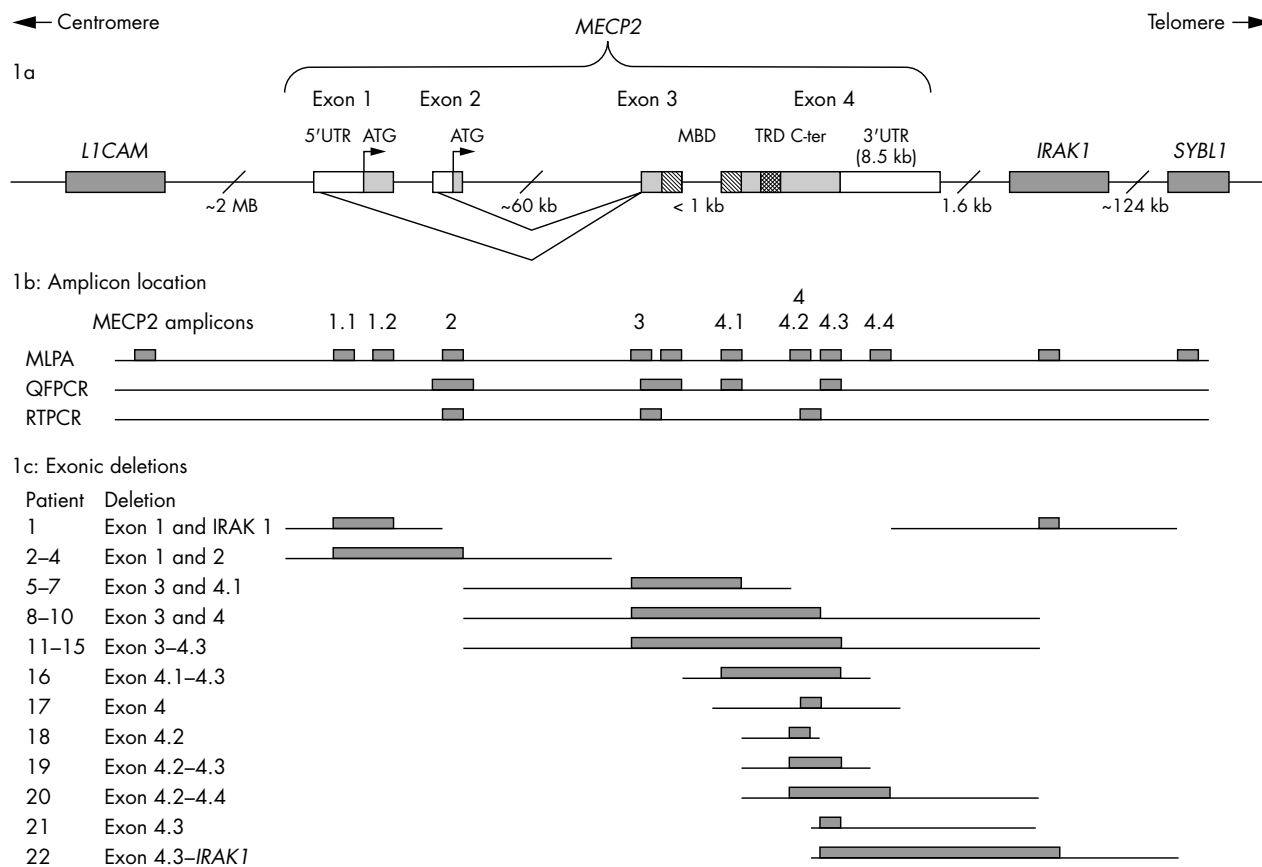 Centromere
Telomere
MECP2
1a
Exon 1 Exon 2 Exon 3 Exon 4
L1CAM 5′UTR ATG ATG MBD TRD C-ter 3′UTR (8.5 kb) IRAK1 SYBL1
~2 MB ~60 kb < 1 kb 1.6 kb ~124 kb
1b: Amplicon location
4
MECP2 amplicons 1.1 1.2 2 3 4.1 4.2 4.3 4.4
MLPA
QFPCR
RTPCR
1c: Exonic deletions
Patient Deletion
1 Exon 1 and IRAK 1
2–4 Exon 1 and 2
5–7 Exon 3 and 4.1
8–10 Exon 3 and 4
11–15 Exon 3–4.3
16 Exon 4.1–4.3
17 Exon 4
18 Exon 4.2
19 Exon 4.2–4.3
20 Exon 4.2–4.4
21 Exon 4.3
22 Exon 4.3–IRAK1